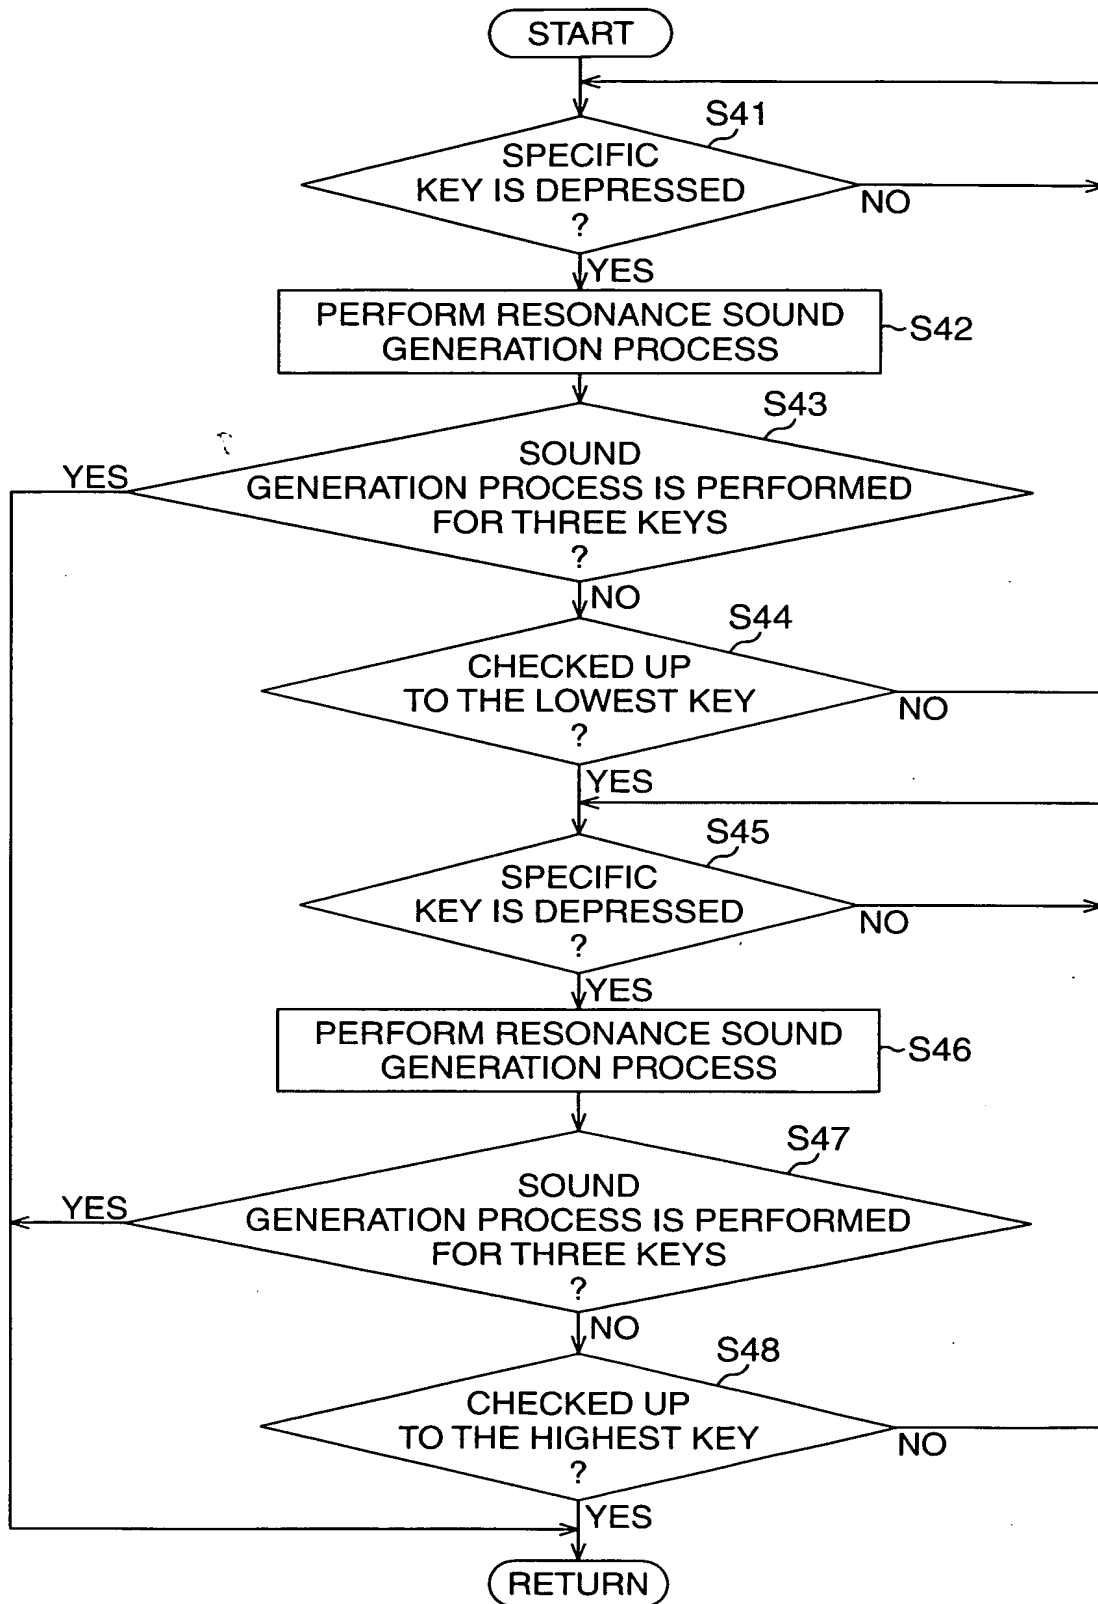 START
S41
SPECIFIC
KEY IS DEPRESSED
?
NO
YES
PERFORM RESONANCE SOUND
GENERATION PROCESS
S42
S43
SOUND
GENERATION PROCESS IS PERFORMED
FOR THREE KEYS
?
YES
NO
S44
CHECKED UP
TO THE LOWEST KEY
?
NO
YES
S45
SPECIFIC
KEY IS DEPRESSED
?
NO
YES
PERFORM RESONANCE SOUND
GENERATION PROCESS
S46
S47
SOUND
GENERATION PROCESS IS PERFORMED
FOR THREE KEYS
?
YES
NO
S48
CHECKED UP
TO THE HIGHEST KEY
?
NO
YES
RETURN